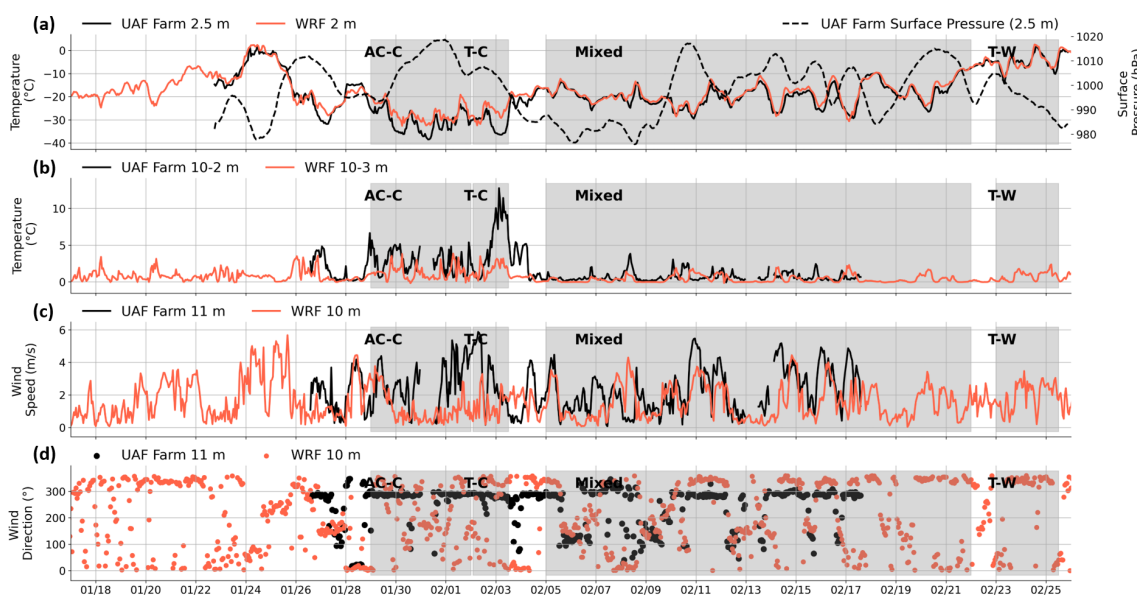 (a) UAF Farm 2.5 m WRF 2 m UAF Farm Surface Pressure (2.5 m)
AC-C T-C Mixed T-W
Temperature
(°C)
0
−10
−20
−30
−40
1020
1010
1000
990
980
Surface
Pressure (hPa)
(b) UAF Farm 10-2 m WRF 10-3 m
AC-C T-C Mixed T-W
Temperature
(°C)
10
5
0
(c) UAF Farm 11 m WRF 10 m
AC-C T-C Mixed T-W
Wind
Speed (m/s)
6
4
2
0
(d) UAF Farm 11 m WRF 10 m
AC-C T-C Mixed T-W
Wind
Direction (°)
300
200
100
0
01/18 01/20 01/22 01/24 01/26 01/28 01/30 02/01 02/03 02/05 02/07 02/09 02/11 02/13 02/15 02/17 02/19 02/21 02/23 02/25